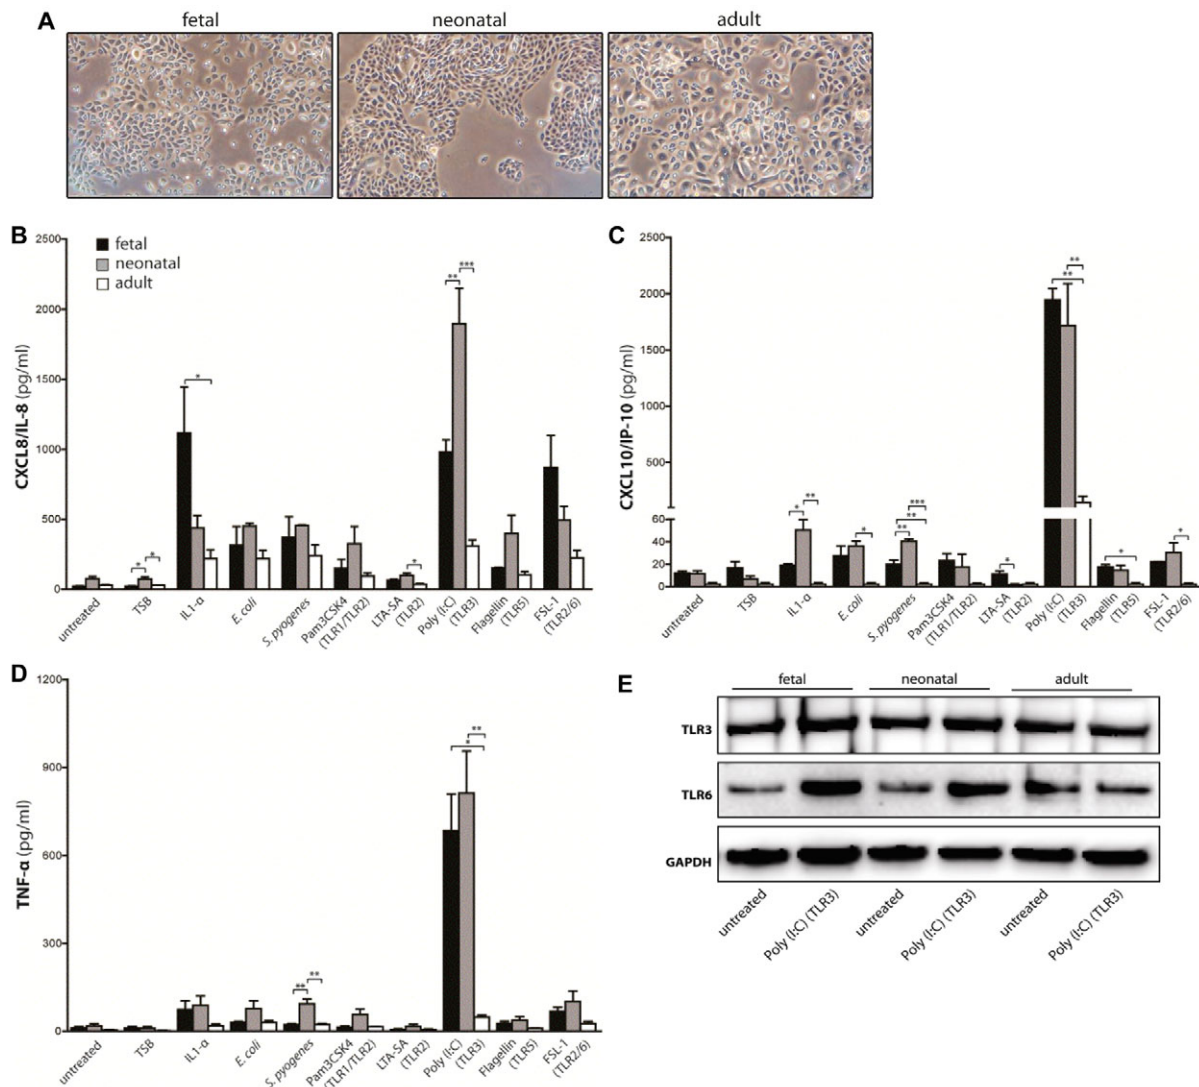 A
fetal
neonatal
adult
B
2500
2000
1500
1000
500
0
CXCL8/IL-8 (pg/ml)
fetal
neonatal
adult
*
*
*
*
**
***
untreated
TSB
IL1-α
E. coli
S. pyogenes
Pam3CSK4
(TLR1/TLR2)
LTA-SA
(TLR2)
Poly (I:C)
(TLR3)
Flagellin
(TLR5)
FSL-1
(TLR2/6)
C
2500
2000
1500
1000
500
60
40
20
0
CXCL10/IP-10 (pg/ml)
*
**
*
**
**
***
*
**
**
*
*
untreated
TSB
IL1-α
E. coli
S. pyogenes
Pam3CSK4
(TLR1/TLR2)
LTA-SA
(TLR2)
Poly (I:C)
(TLR3)
Flagellin
(TLR5)
FSL-1
(TLR2/6)
D
1200
900
600
300
0
TNF-α (pg/ml)
**
**
*
**
untreated
TSB
IL1-α
E. coli
S. pyogenes
Pam3CSK4
(TLR1/TLR2)
LTA-SA
(TLR2)
Poly (I:C)
(TLR3)
Flagellin
(TLR5)
FSL-1
(TLR2/6)
E
fetal
neonatal
adult
TLR3
TLR6
GAPDH
untreated
Poly (I:C) (TLR3)
untreated
Poly (I:C) (TLR3)
untreated
Poly (I:C) (TLR3)